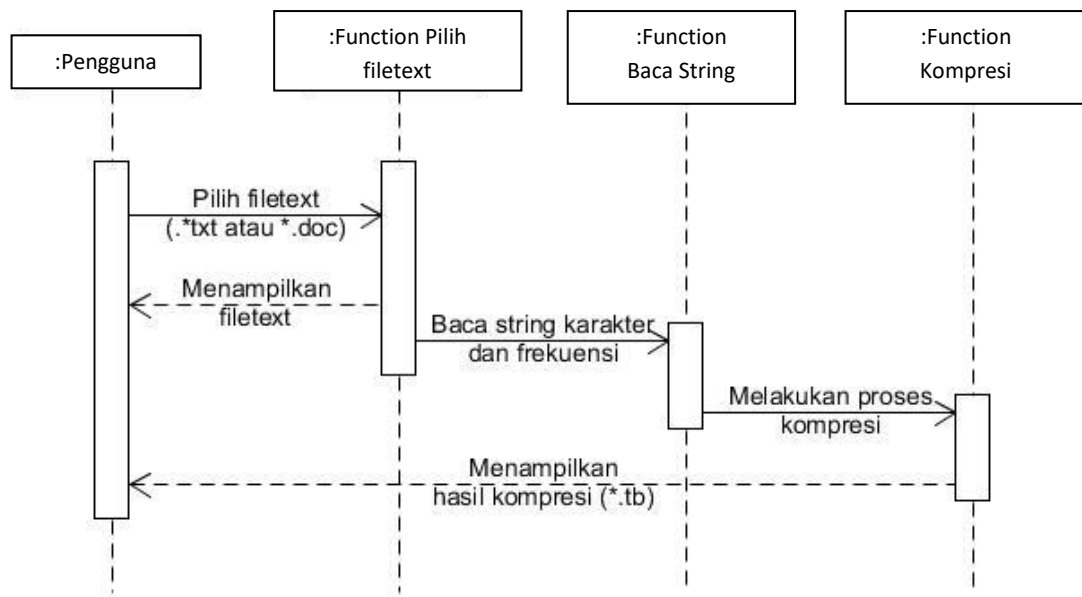 :Pengguna
:Function Pilih
filetext
:Function
Baca String
:Function
Kompresi
Pilih filetext
(.*txt atau *.doc)
Menampilkan
filetext
Baca string karakter
dan frekuensi
Melakukan proses
kompresi
Menampilkan
hasil kompresi (*.tb)